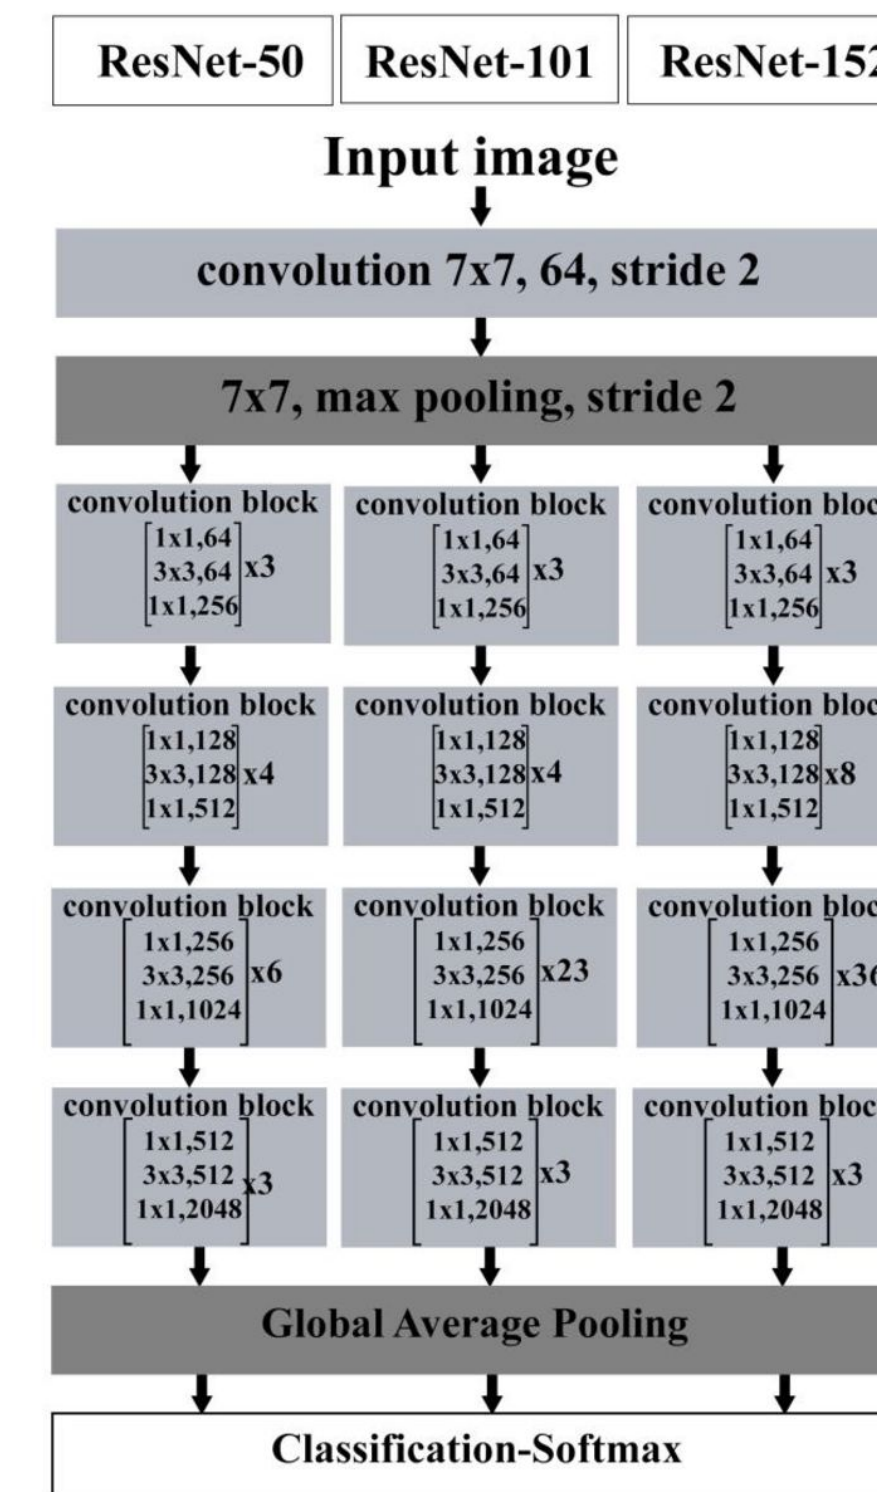 ResNet-50
ResNet-101
ResNet-152
Input image
convolution 7x7, 64, stride 2
7x7, max pooling, stride 2
convolution block
1x1,64
3x3,64 x3
1x1,256
convolution block
1x1,64
3x3,64 x3
1x1,256
convolution bloc
1x1,64
3x3,64 x3
1x1,256
convolution block
1x1,128
3x3,128 x4
1x1,512
convolution block
1x1,128
3x3,128 x4
1x1,512
convolution bloc
1x1,128
3x3,128 x8
1x1,512
convolution block
1x1,256
3x3,256 x6
1x1,1024
convolution block
1x1,256
3x3,256 x23
1x1,1024
convolution bloc
1x1,256
3x3,256 x36
1x1,1024
convolution block
1x1,512
3x3,512 x3
1x1,2048
convolution block
1x1,512
3x3,512 x3
1x1,2048
convolution bloc
1x1,512
3x3,512 x3
1x1,2048
Global Average Pooling
Classification-Softmax